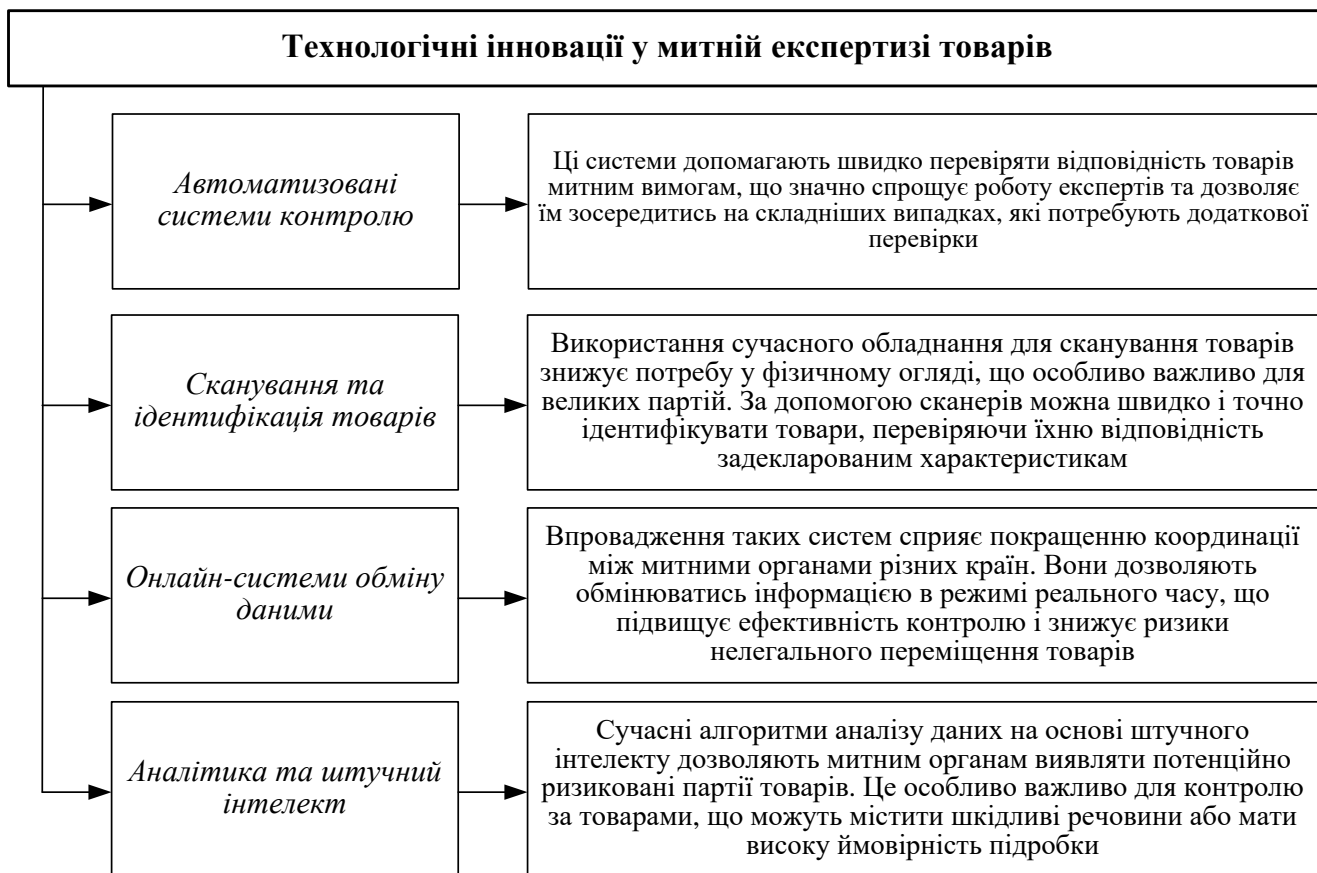 Технологічні інновації у митній експертизі товарів
Автоматизовані
системи контролю
Ці системи допомагають швидко перевіряти відповідність товарів
митним вимогам, що значно спрощує роботу експертів та дозволяє
їм зосередитись на складніших випадках, які потребують додаткової
перевірки
Сканування та
ідентифікація товарів
Використання сучасного обладнання для сканування товарів
знижує потребу у фізичному огляді, що особливо важливо для
великих партій. За допомогою сканерів можна швидко і точно
ідентифікувати товари, перевіряючи їхню відповідність
задекларованим характеристикам
Онлайн-системи обміну
даними
Впровадження таких систем сприяє покращенню координації
між митними органами різних країн. Вони дозволяють
обмінюватись інформацією в режимі реального часу, що
підвищує ефективність контролю і знижує ризики
нелегального переміщення товарів
Аналітика та штучний
інтелект
Сучасні алгоритми аналізу даних на основі штучного
інтелекту дозволяють митним органам виявляти потенційно
ризиковані партії товарів. Це особливо важливо для контролю
за товарами, що можуть містити шкідливі речовини або мати
високу ймовірність підробки